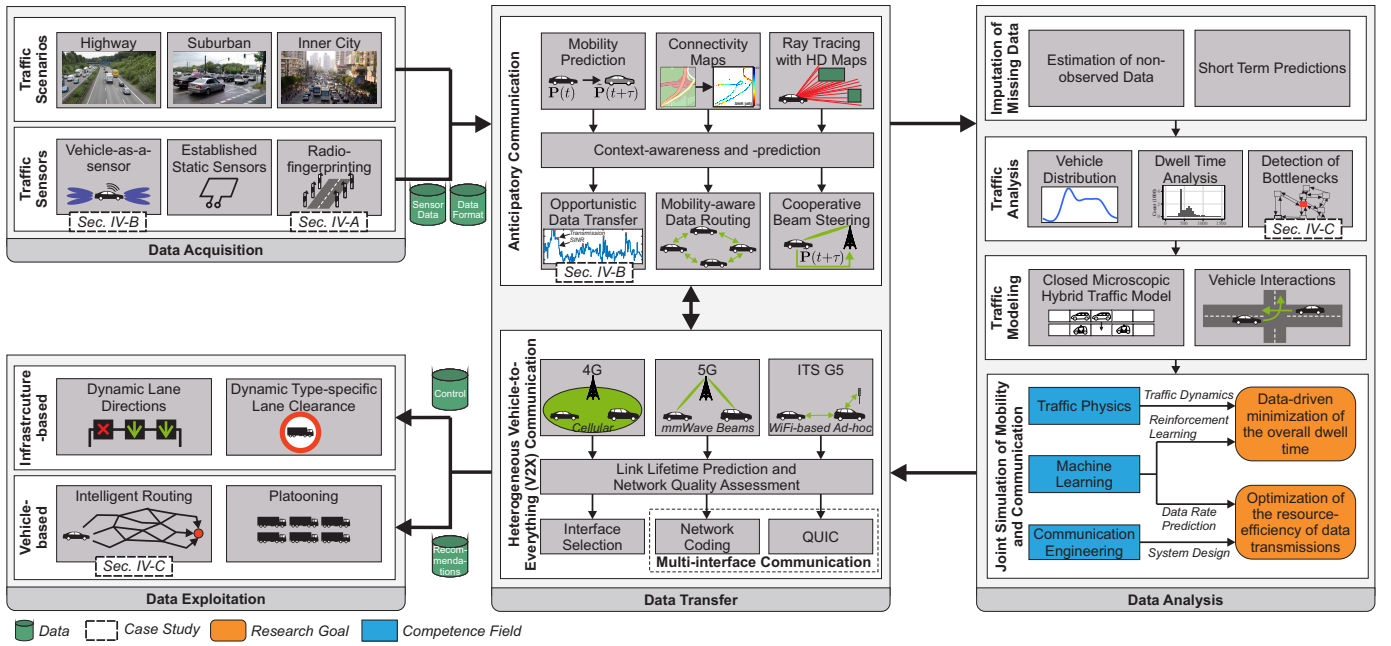 Traffic
Scenarios
Highway
Suburban
Inner City
Traffic
Sensors
Vehicle-as-a-
sensor
Sec. IV-B
Established
Static Sensors
Radio-
fingerprinting
Sec. IV-A
Data Acquisition
Sensor
Data
Data
Format
Anticipatory Communication
Mobility
Prediction
P(t)
P(t+τ)
Connectivity
Maps
Ray Tracing
with HD Maps
Context-awareness and -prediction
Opportunistic
Data Transfer
Transmission
SINR
Sec. IV-B
Mobility-aware
Data Routing
Cooperative
Beam Steering
P(t+τ)
Heterogeneous Vehicle-to-
Everything (V2X) Communication
4G
Cellular
5G
mmWave Beams
ITS G5
WiFi-based Ad-hoc
Link Lifetime Prediction and
Network Quality Assessment
Interface
Selection
Network
Coding
QUIC
Multi-interface Communication
Data Transfer
Imputation of
Missing Data
Estimation of non-
observed Data
Short Term Predictions
Traffic
Analysis
Vehicle
Distribution
Dwell Time
Analysis
Detection of
Bottlenecks
Sec. IV-C
Traffic
Modeling
Closed Microscopic
Hybrid Traffic Model
Vehicle Interactions
Joint Simulation of Mobility
and Communication
Traffic Physics
Traffic Dynamics
Reinforcement
Learning
Machine
Learning
Data Rate
Prediction
Communication
Engineering
System Design
Data-driven
minimization of
the overall dwell
time
Optimization of
the resource-
efficiency of data
transmissions
Data Analysis
Infrastrcuture
-based
Dynamic Lane
Directions
Dynamic Type-specific
Lane Clearance
Control
Vehicle-
based
Intelligent Routing
Sec. IV-C
Platooning
Recom-
menda-
tions
Data Exploitation
Data
Case Study
Research Goal
Competence Field